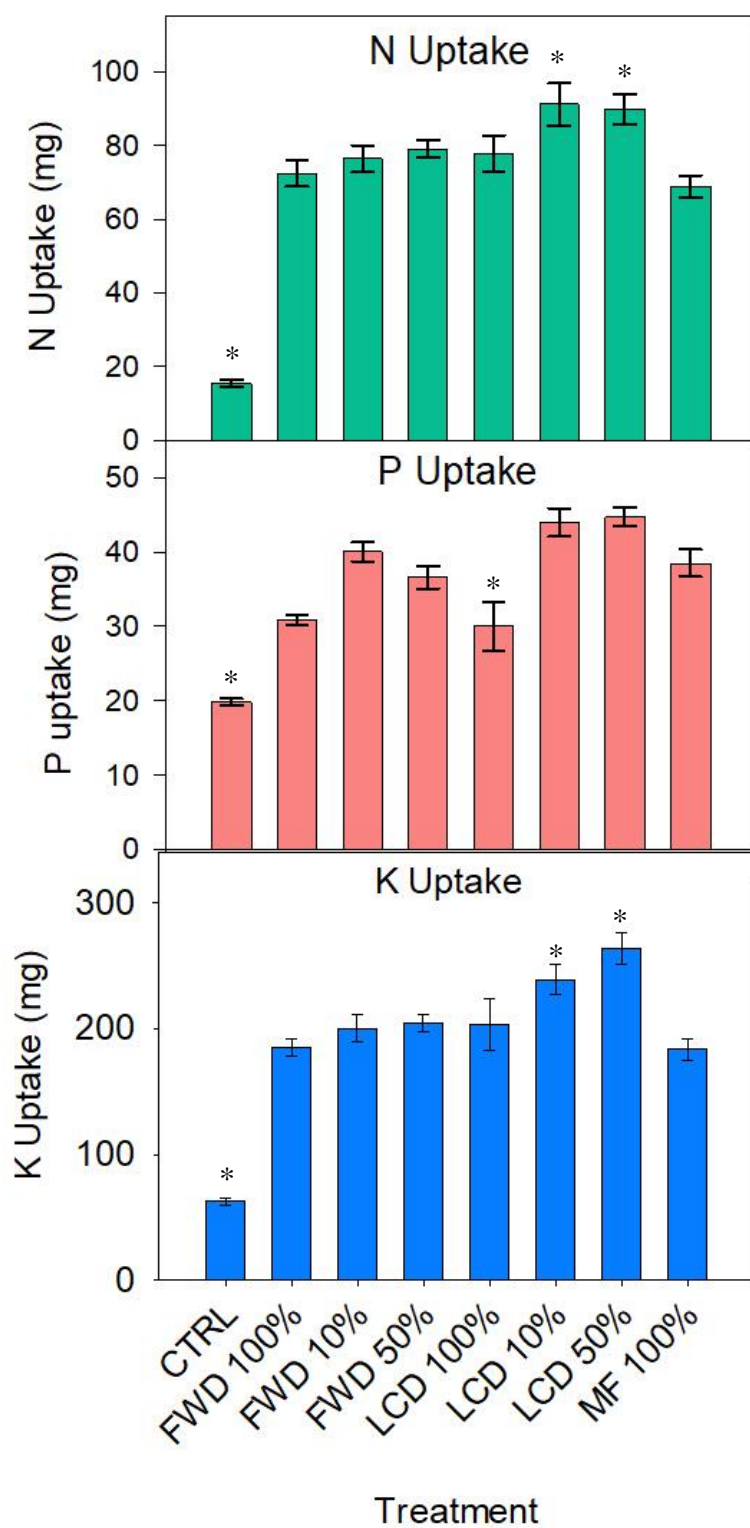 N Uptake
N Uptake (mg)
100
80
60
40
20
0
*
*
*
P Uptake
P uptake (mg)
50
40
30
20
10
0
*
*
K Uptake
K Uptake (mg)
300
200
100
0
*
*
*
CTRL
FWD 100%
FWD 10%
FWD 50%
LCD 100%
LCD 10%
LCD 50%
MF 100%
Treatment